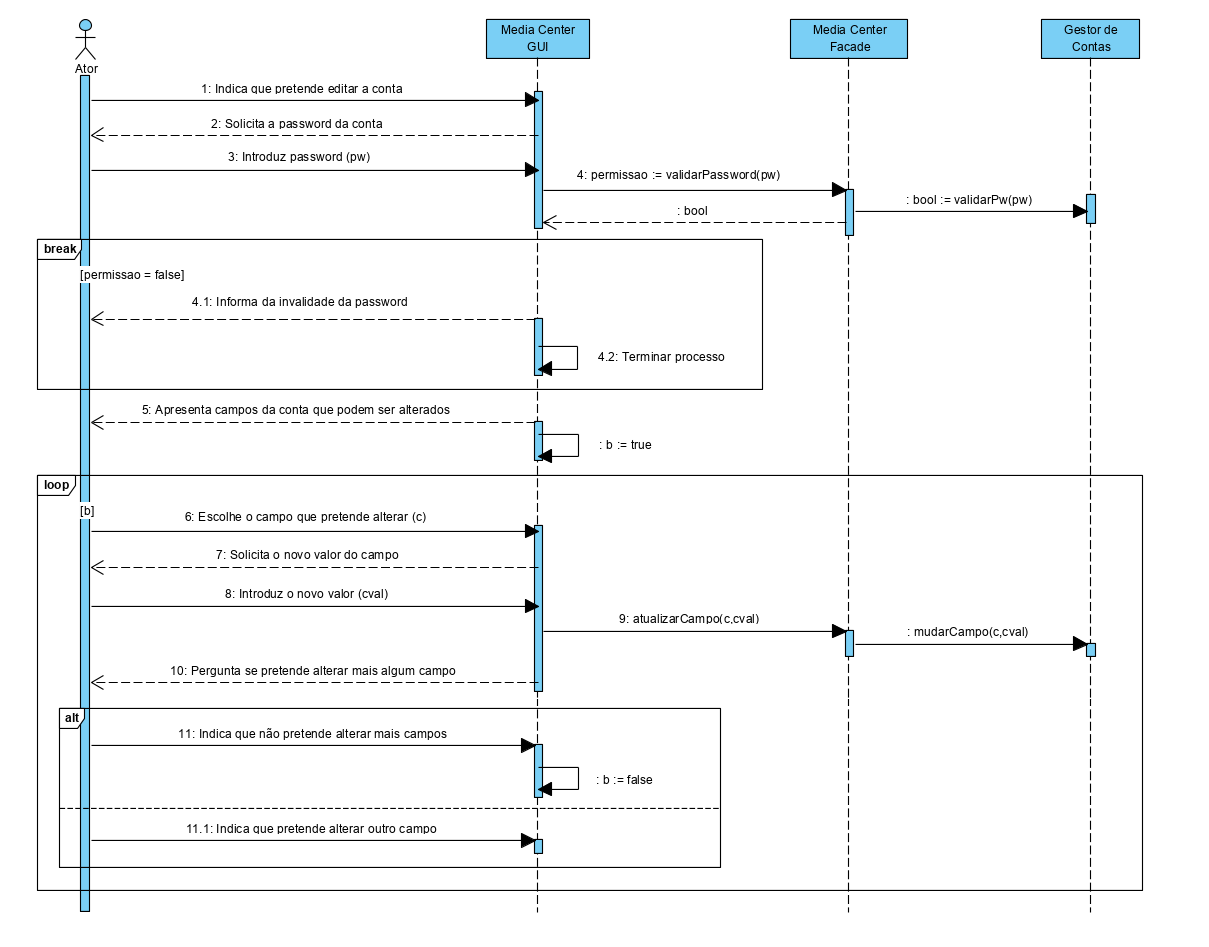 Ator
Media Center
GUI
Media Center
Facade
Gestor de
Contas
1: Indica que pretende editar a conta
2: Solicita a password da conta
3: Introduz password (pw)
4: permissao := validarPassword(pw)
: bool := validarPw(pw)
: bool
break
[permissao = false]
4.1: Informa da invalidade da password
4.2: Terminar processo
5: Apresenta campos da conta que podem ser alterados
: b := true
loop
[b]
6: Escolhe o campo que pretende alterar (c)
7: Solicita o novo valor do campo
8: Introduz o novo valor (cval)
9: atualizarCampo(c,cval)
: mudarCampo(c,cval)
10: Pergunta se pretende alterar mais algum campo
alt
11: Indica que não pretende alterar mais campos
: b := false
11.1: Indica que pretende alterar outro campo